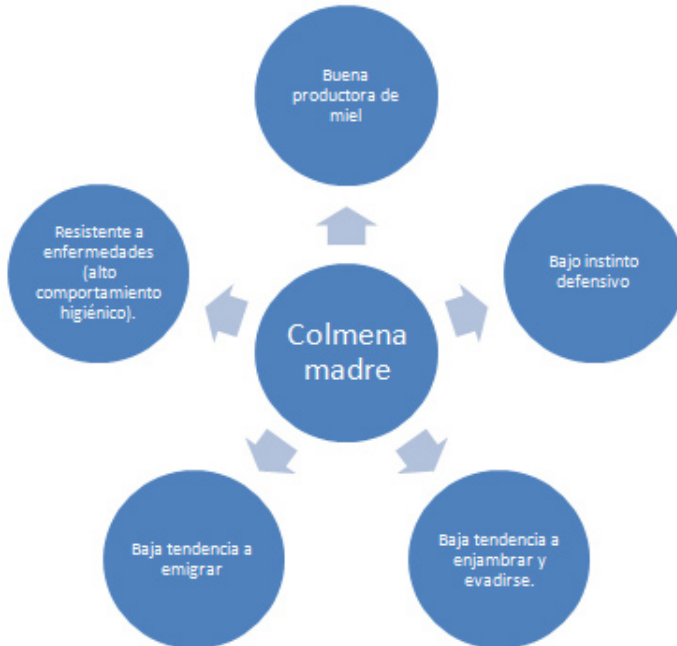 Buena
productora de
miel
Resistente a
enfermedades
(alto
comportamiento
higiénico).
Bajo instinto
defensivo
Colmena
madre
Baja tendencia a
emigrar
Baja tendencia a
enjambrar y
evadirse.